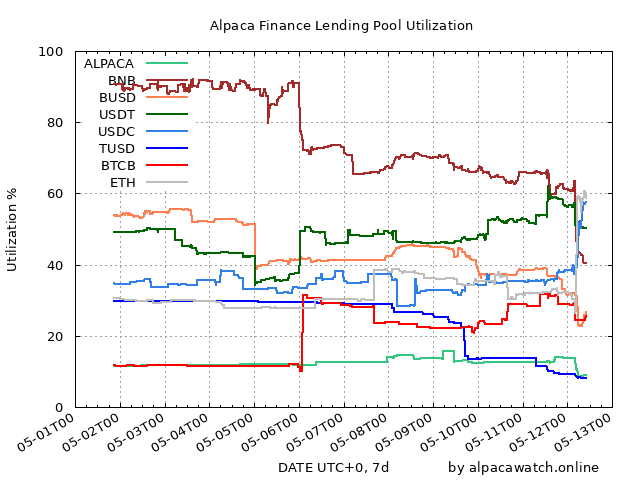 Alpaca Finance Lending Pool Utilization
100
80
60
40
20
0
Utilization %
ALPACA
BNB
BUSD
USDT
USDC
TUSD
BTCB
ETH
05-01T00
05-02T00
05-03T00
05-04T00
05-05T00
05-06T00
05-07T00
05-08T00
05-09T00
05-10T00
05-11T00
05-12T00
05-13T00
DATE UTC+0, 7d
by alpacawatch.online